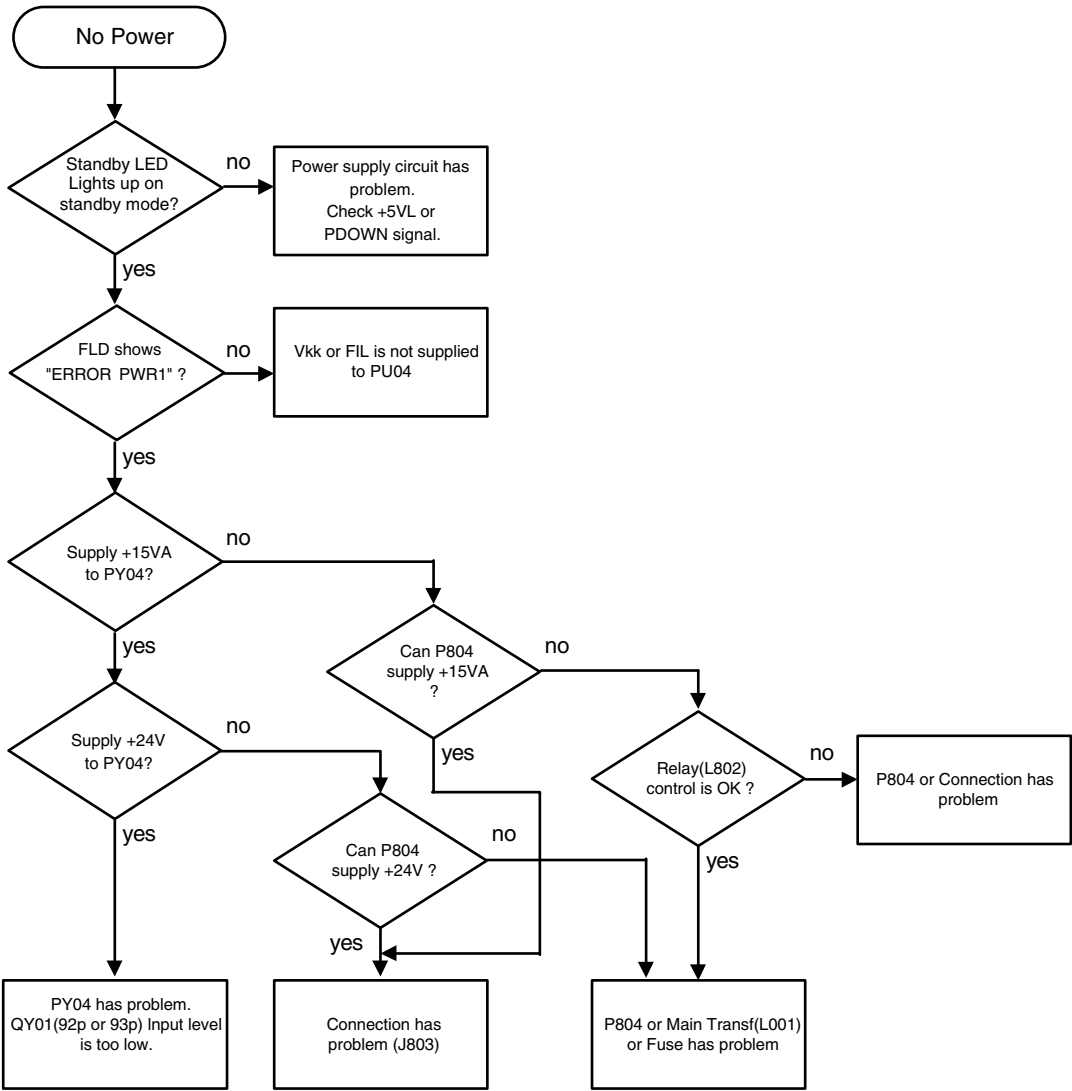 No Power
Standby LED
Lights up on
standby mode?
no
Power supply circuit has
problem.
Check +5VL or
PDOWN signal.
yes
FLD shows
"ERROR PWR1" ?
no
Vkk or FIL is not supplied
to PU04
yes
Supply +15VA
to PY04?
no
yes
Can P804
supply +15VA
?
no
yes
Supply +24V
to PY04?
no
yes
Relay(L802)
control is OK ?
no
P804 or Connection has
problem
yes
Can P804
supply +24V ?
no
yes
PY04 has problem.
QY01(92p or 93p) Input level
is too low.
Connection has
problem (J803)
P804 or Main Transf(L001)
or Fuse has problem